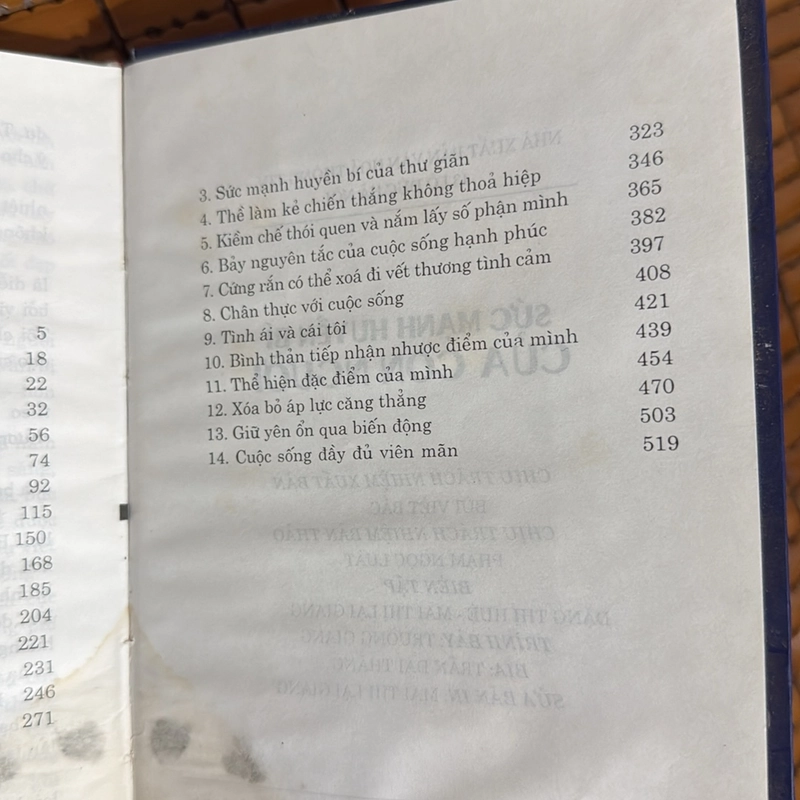 5
18
22
32
56
74
92
115
150
168
185
204
221
231
246
271
3. Sức mạnh huyền bí của thư giãn 323
4. Thề làm kẻ chiến thắng không thoả hiệp 346
5. Kiềm chế thói quen và nắm lấy số phận mình 365
6. Bảy nguyên tắc của cuộc sống hạnh phúc 382
7. Cứng rắn có thể xoá đi vết thương tình cảm 397
8. Chân thực với cuộc sống 408
9. Tình ái và cái tôi 421
10. Bình thản tiếp nhận nhược điểm của mình 439
11. Thể hiện đặc điểm của mình 454
12. Xóa bỏ áp lực căng thẳng 470
13. Giữ yên ổn qua biến động 503
14. Cuộc sống đầy đủ viên mãn 519